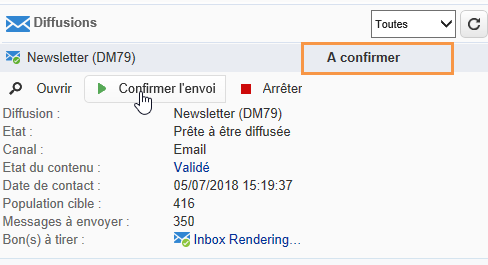 Diffusions
Toutes
Newsletter (DM79) A confirmer
Ouvrir Confirmer l'envoi Arrêter
Diffusion : Newsletter (DM79)
Etat : Prête à être diffusée
Canal : Email
Etat du contenu : Validé
Date de contact : 05/07/2018 15:19:37
Population cible : 416
Messages à envoyer : 350
Bon(s) à tirer : Inbox Rendering...